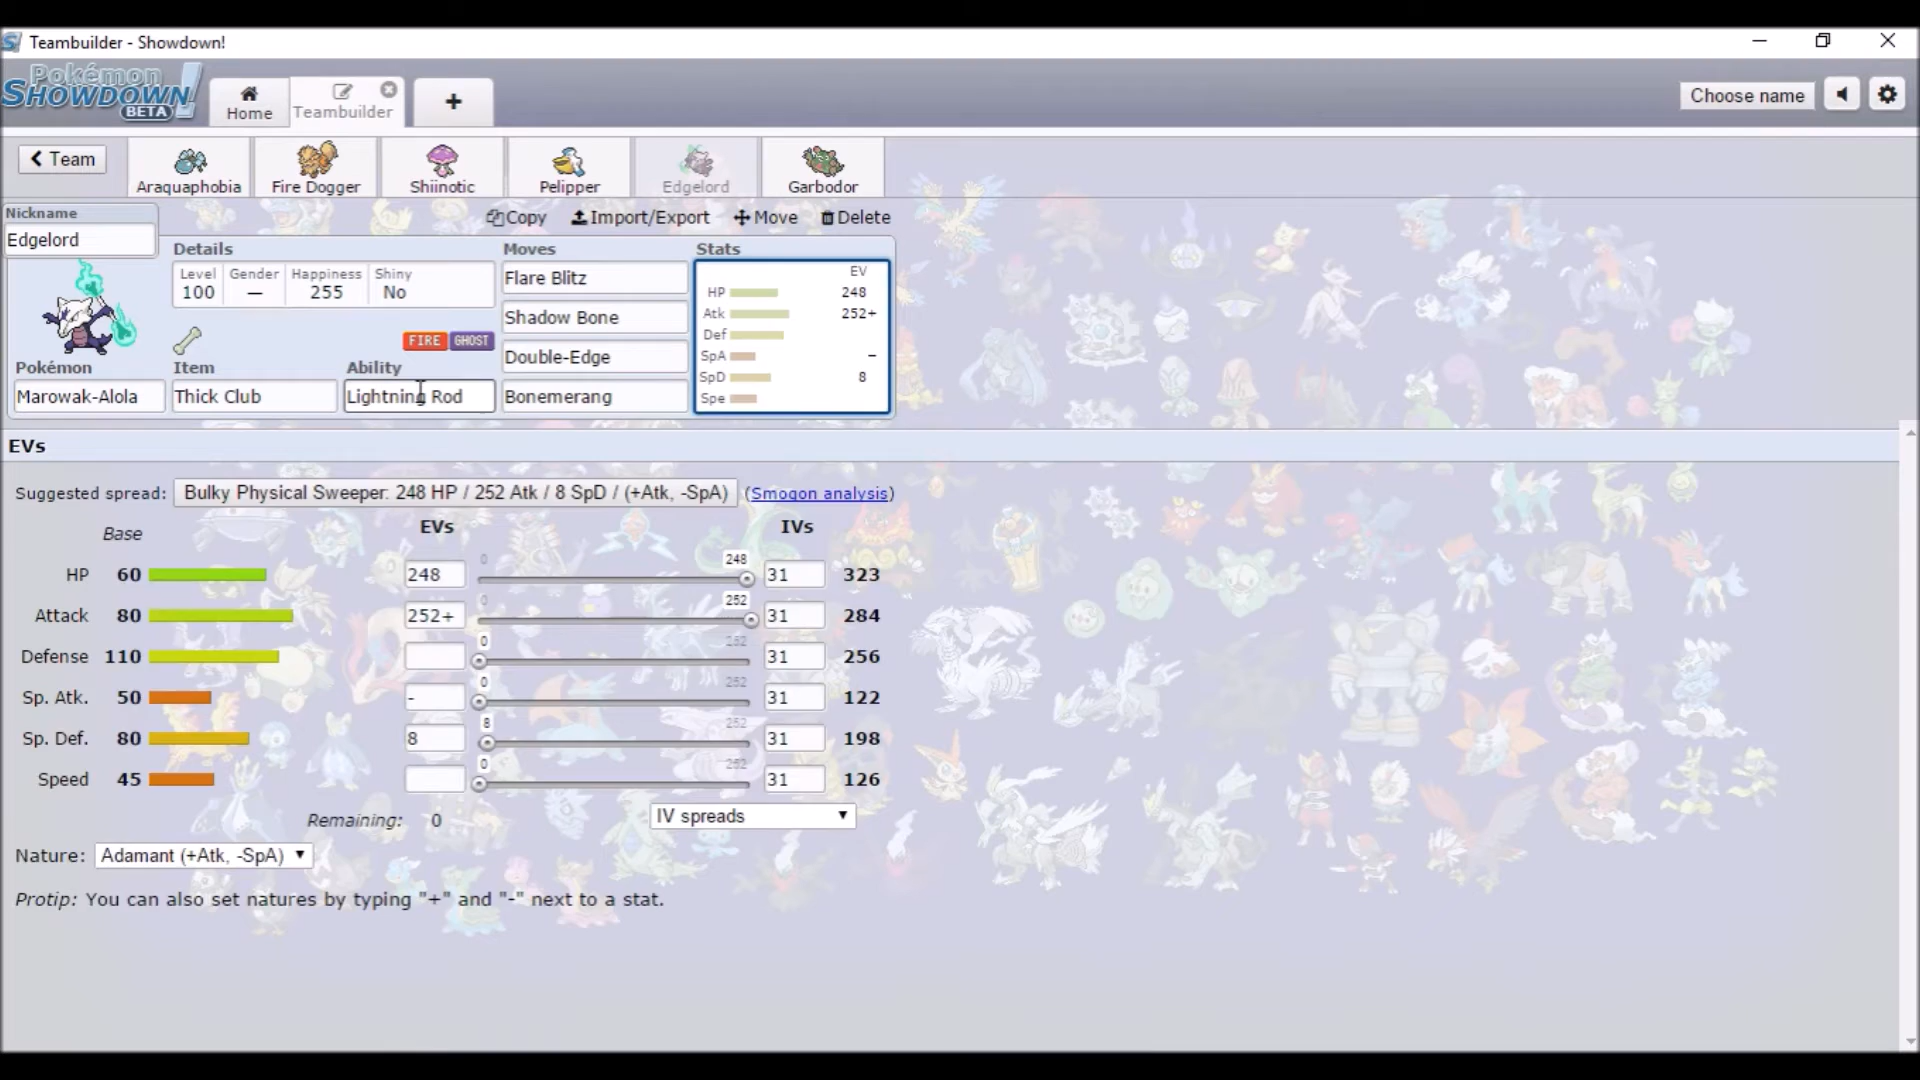 Teambuilder - Showdown!
Pokémon
SHOWDOWN!
BETA
Home
Teambuilder
+
Choose name
Team
Araquaphobia
Fire Dogger
Shiinotic
Pelipper
Edgelord
Garbodor
Nickname
Edgelord
Copy Import/Export Move Delete
Details
Level Gender Happiness Shiny
100 — 255 No
FIRE GHOST
Pokémon
Marowak-Alola
Item
Thick Club
Ability
Lightning Rod
Moves
Flare Blitz
Shadow Bone
Double-Edge
Bonemerang
Stats
EV
HP 248
Atk 252+
Def
SpA −
SpD 8
Spe
EVs
Suggested spread: Bulky Physical Sweeper: 248 HP / 252 Atk / 8 SpD / (+Atk, -SpA) (Smogon analysis)
Base EVs IVs
HP 60 248 0 248 31 323
Attack 80 252+ 0 252 31 284
Defense 110 0 252 31 256
Sp. Atk. 50 - 0 252 31 122
Sp. Def. 80 8 8 252 31 198
Speed 45 0 252 31 126
Remaining: 0 IV spreads
Nature: Adamant (+Atk, -SpA)
Protip: You can also set natures by typing "+" and "-" next to a stat.